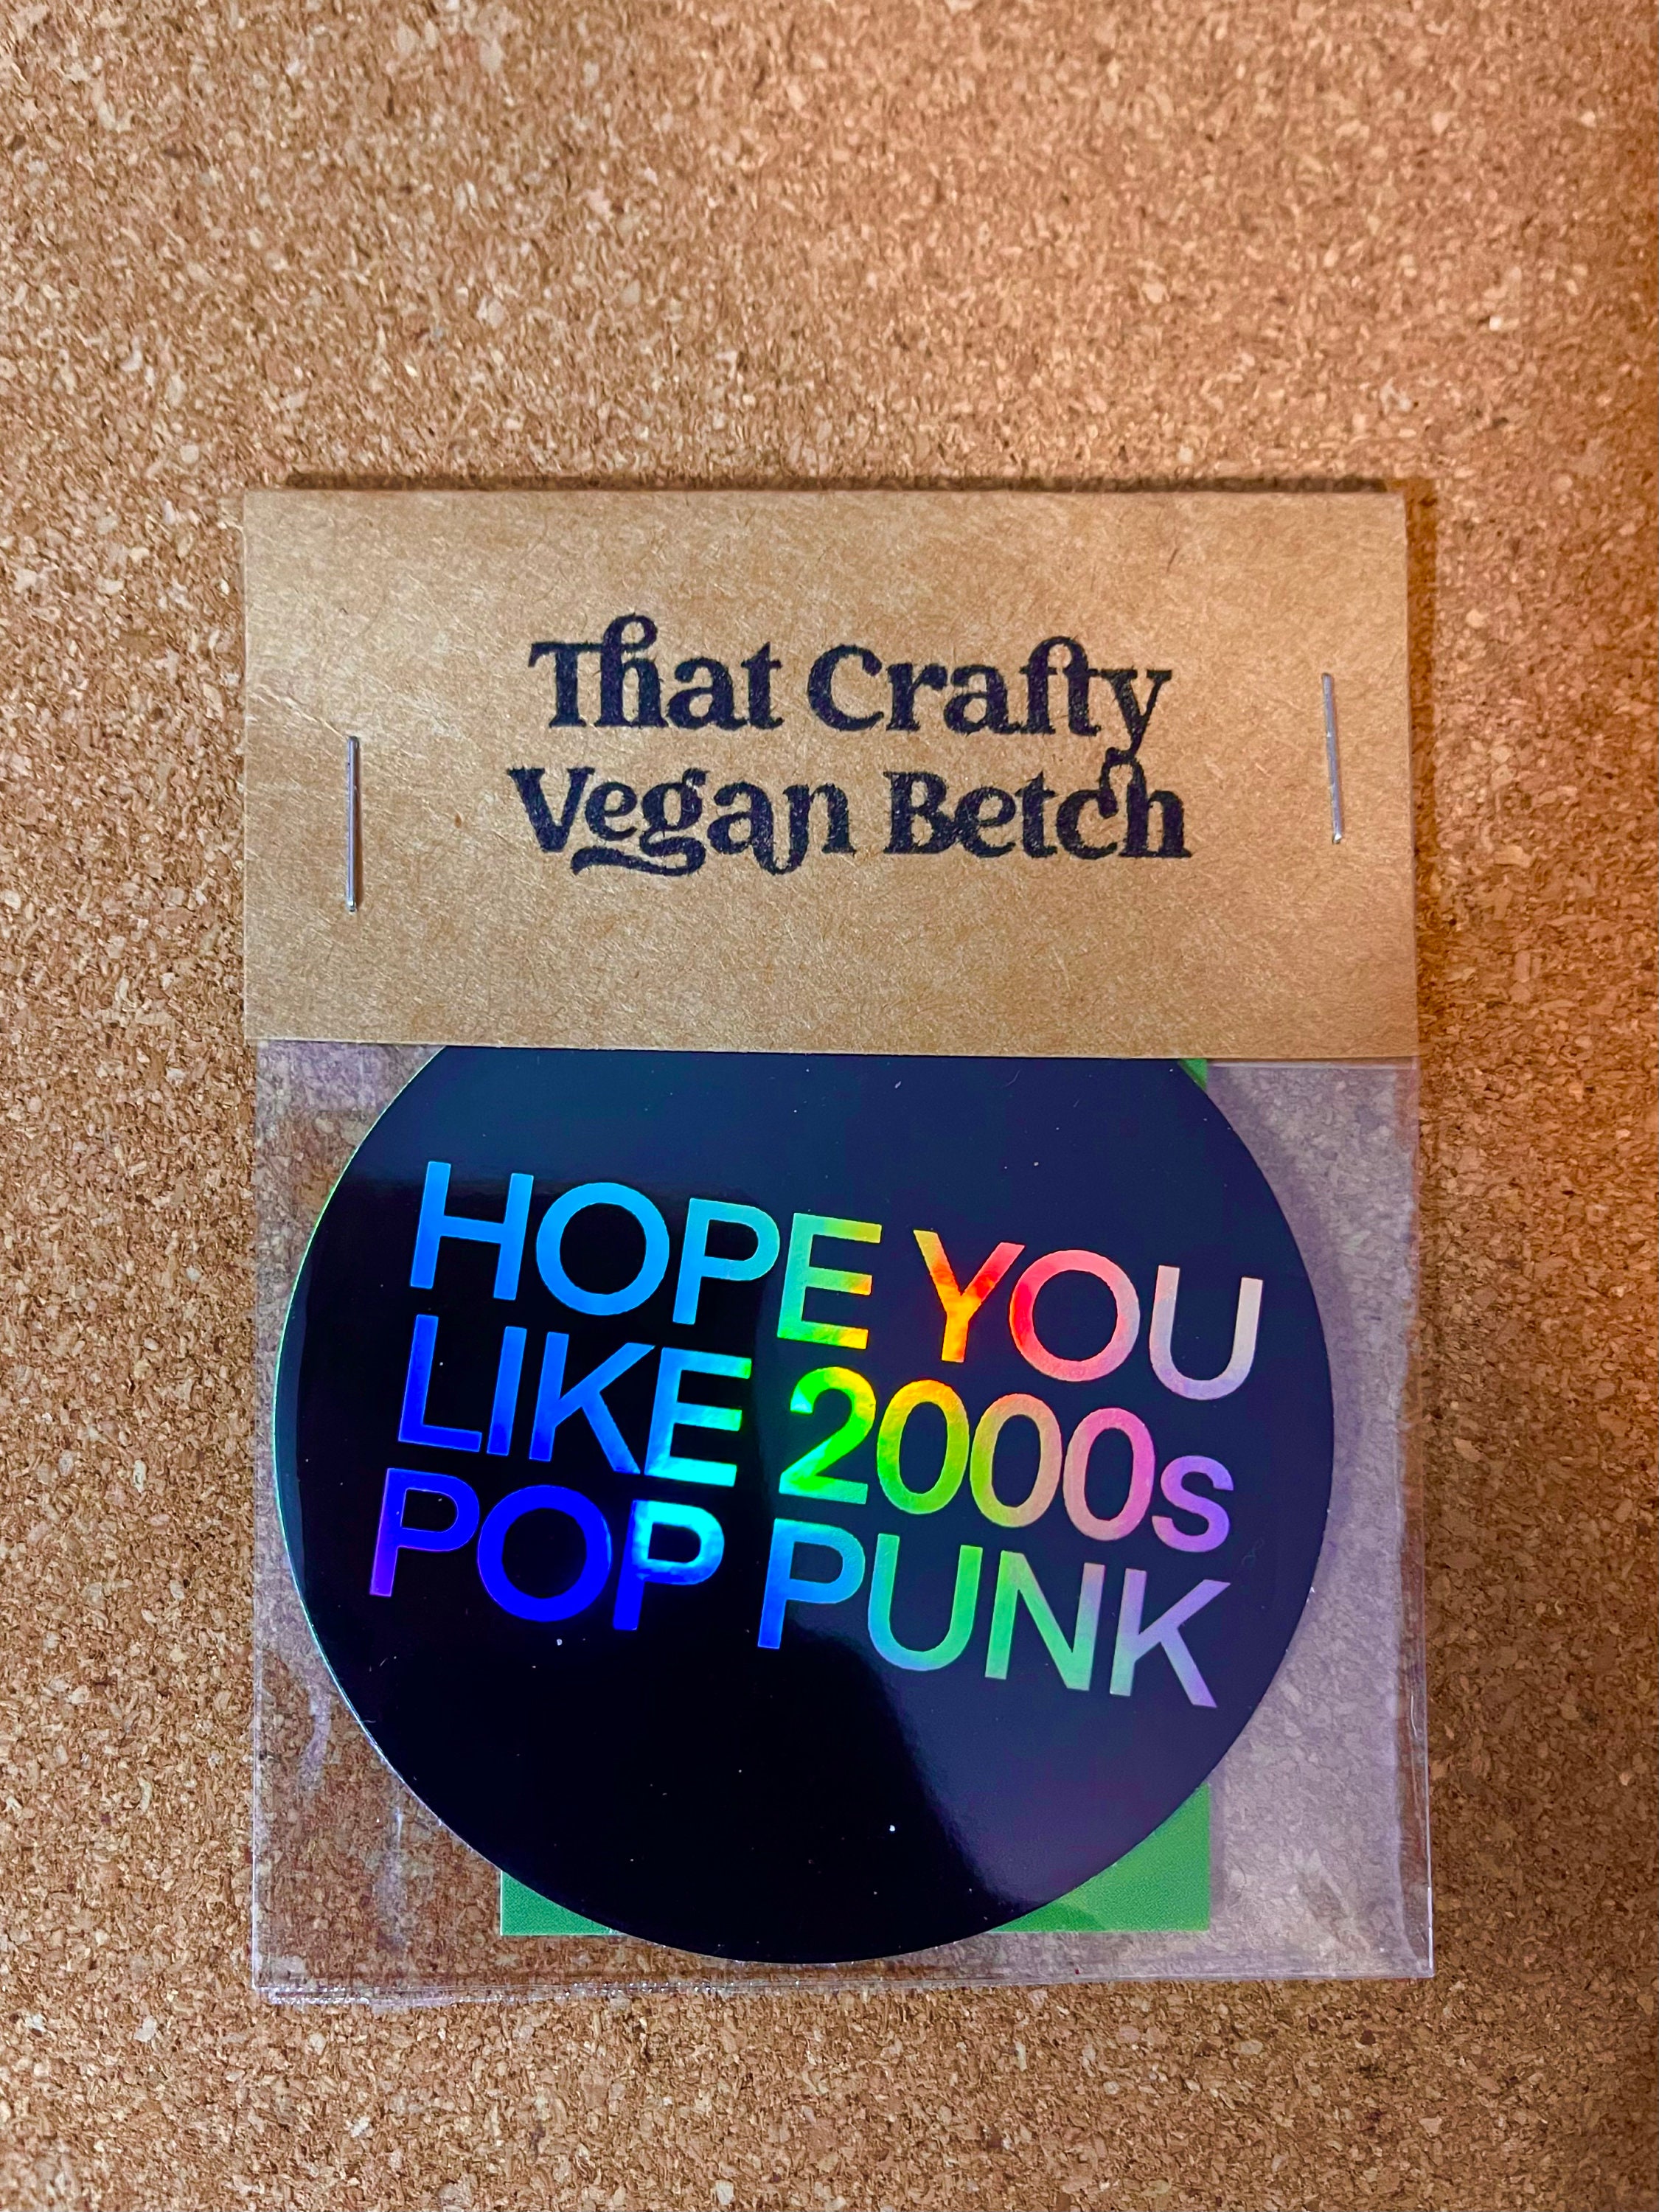 That Crafty
Vegan Betch
HOPE YOU
LIKE 2000s
POP PUNK